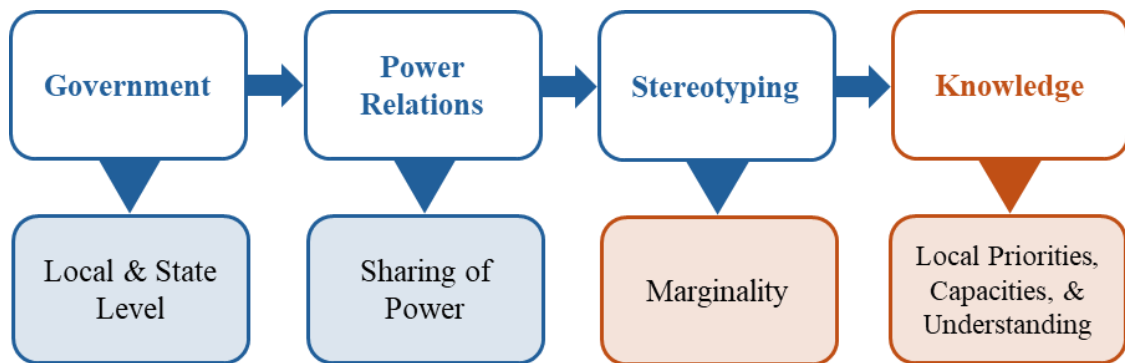 Government
Power
Relations
Stereotyping
Knowledge
Local & State
Level
Sharing of
Power
Marginality
Local Priorities,
Capacities, &
Understanding